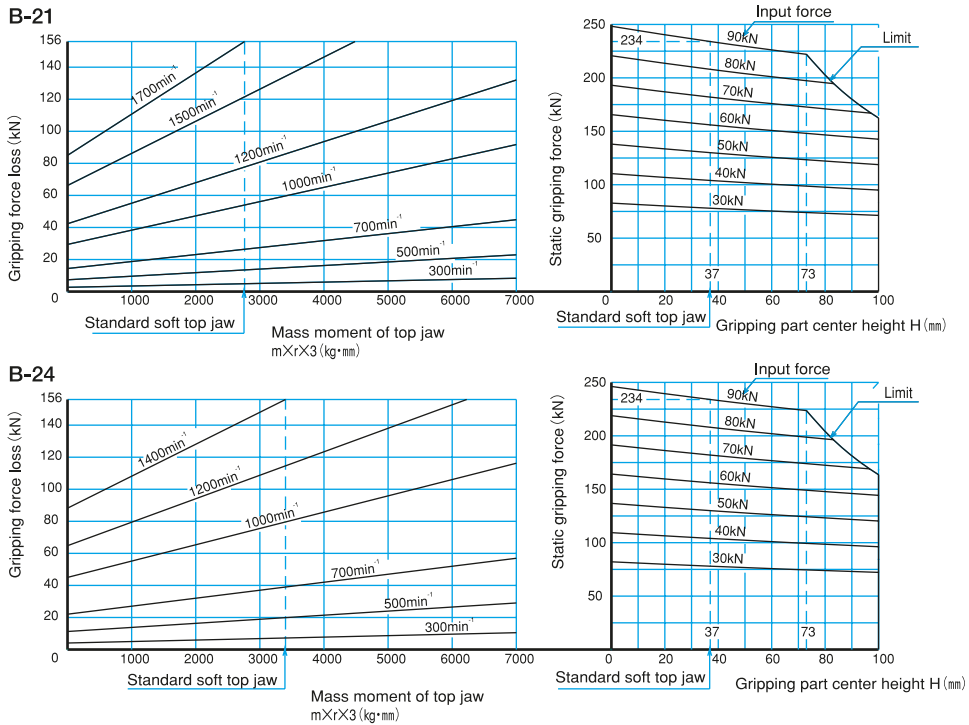 B-21
Gripping force loss (kN)
156
140
120
100
80
60
40
20
0
1700min⁻¹
1500min⁻¹
1200min⁻¹
1000min⁻¹
700min⁻¹
500min⁻¹
300min⁻¹
1000 2000 3000 4000 5000 6000 7000
Standard soft top jaw
Mass moment of top jaw
m×r×3 (kg・mm)
Static gripping force (kN)
250
200
150
100
50
234
Input force
Limit
90kN
80kN
70kN
60kN
50kN
40kN
30kN
37 73
0 20 40 60 80 100
Standard soft top jaw
Gripping part center height H (mm)
B-24
Gripping force loss (kN)
156
140
120
100
80
60
40
20
0
1400min⁻¹
1200min⁻¹
1000min⁻¹
700min⁻¹
500min⁻¹
300min⁻¹
1000 2000 3000 4000 5000 6000 7000
Standard soft top jaw
Mass moment of top jaw
m×r×3 (kg・mm)
Static gripping force (kN)
250
200
150
100
50
234
Input force
Limit
90kN
80kN
70kN
60kN
50kN
40kN
30kN
37 73
0 20 40 60 80 100
Standard soft top jaw
Gripping part center height H (mm)